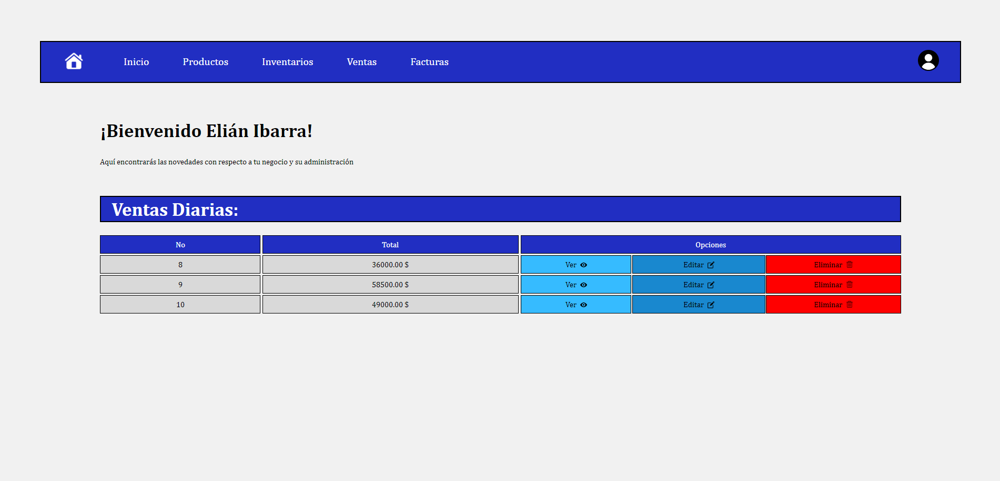 Inicio Productos Inventarios Ventas Facturas
¡Bienvenido Elián Ibarra!
Aquí encontrarás las novedades con respecto a tu negocio y su administración
Ventas Diarias:
No Total Opciones
8 36000.00 $ Ver Editar Eliminar
9 58500.00 $ Ver Editar Eliminar
10 49000.00 $ Ver Editar Eliminar